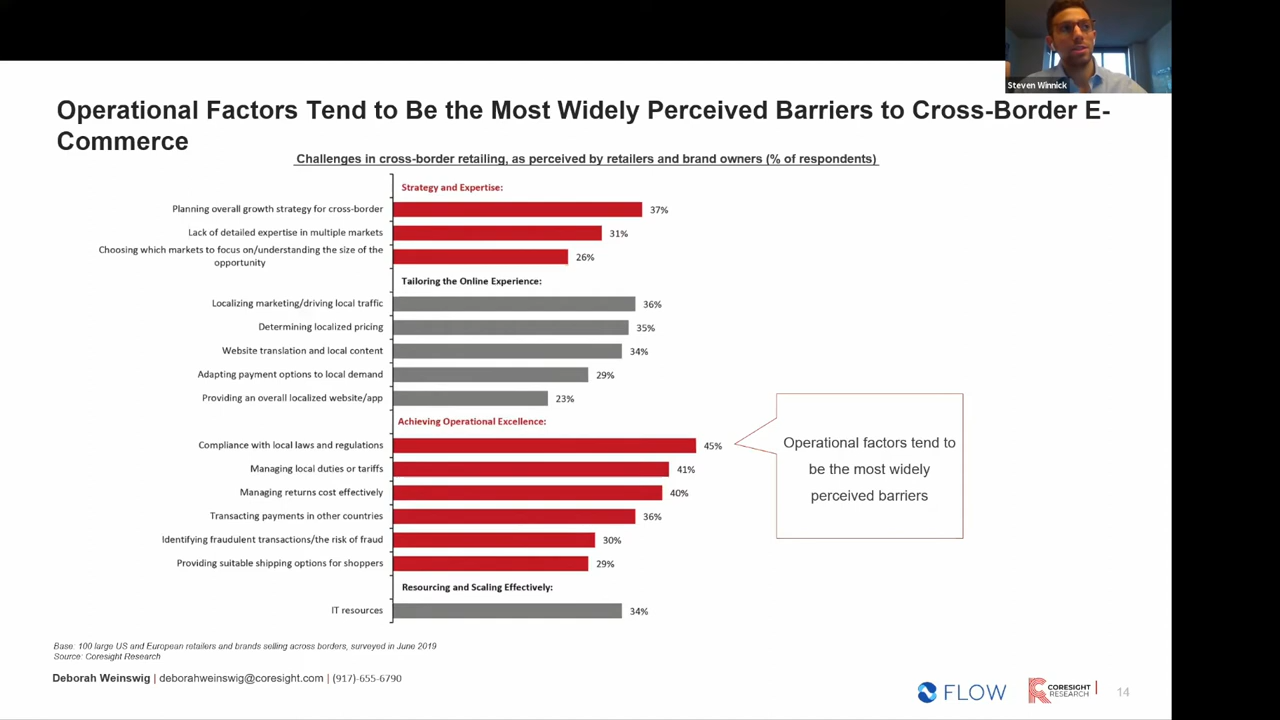 Steven Winnick
Operational Factors Tend to Be the Most Widely Perceived Barriers to Cross-Border E-
Commerce
Challenges in cross-border retailing, as perceived by retailers and brand owners (% of respondents)
Strategy and Expertise:
Planning overall growth strategy for cross-border 37%
Lack of detailed expertise in multiple markets 31%
Choosing which markets to focus on/understanding the size of the
opportunity 26%
Tailoring the Online Experience:
Localizing marketing/driving local traffic 36%
Determining localized pricing 35%
Website translation and local content 34%
Adapting payment options to local demand 29%
Providing an overall localized website/app 23%
Achieving Operational Excellence:
Compliance with local laws and regulations 45%
Managing local duties or tariffs 41%
Managing returns cost effectively 40%
Transacting payments in other countries 36%
Identifying fraudulent transactions/the risk of fraud 30%
Providing suitable shipping options for shoppers 29%
Resourcing and Scaling Effectively:
IT resources 34%
Operational factors tend to
be the most widely
perceived barriers
Base: 100 large US and European retailers and brands selling across borders, surveyed in June 2019
Source: Coresight Research
Deborah Weinswig | deborahweinswig@coresight.com | (917)-655-6790
FLOW
CORESIGHT
RESEARCH
14